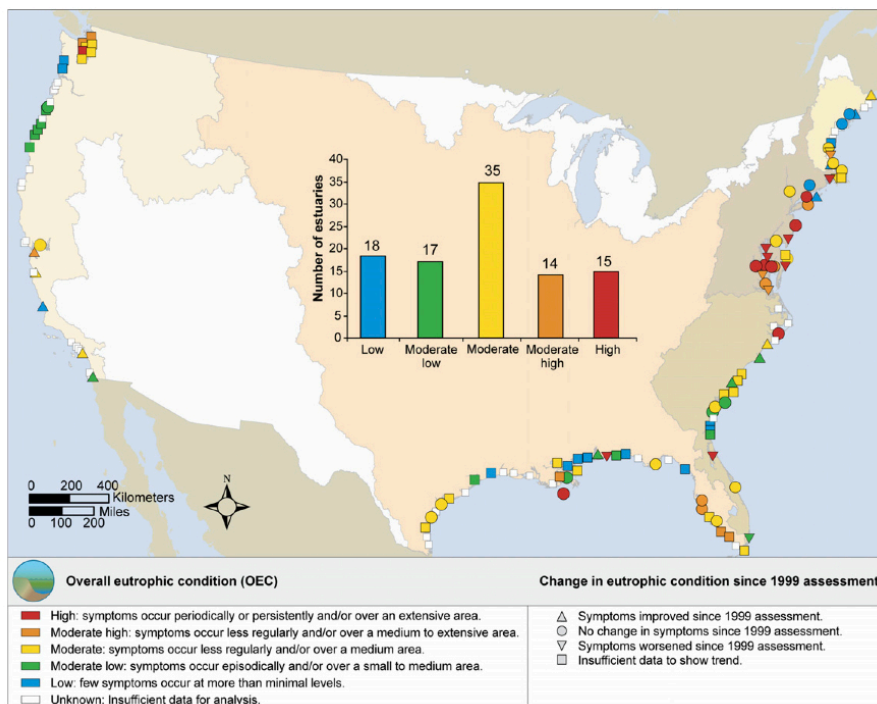 40
35
30
25
20
15
10
5
0
Number of estuaries
18
17
35
14
15
Low
Moderate
low
Moderate
Moderate
high
High
0 200 400
Kilometers
Miles
0 100 200
N
Overall eutrophic condition (OEC)
High: symptoms occur periodically or persistently and/or over an extensive area.
Moderate high: symptoms occur less regularly and/or over a medium to extensive area.
Moderate: symptoms occur less regularly and/or over a medium area.
Moderate low: symptoms occur episodically and/or over a small to medium area.
Low: few symptoms occur at more than minimal levels.
Unknown: Insufficient data for analysis.
Change in eutrophic condition since 1999 assessment
Symptoms improved since 1999 assessment.
No change in symptoms since 1999 assessment.
Symptoms worsened since 1999 assessment.
Insufficient data to show trend.